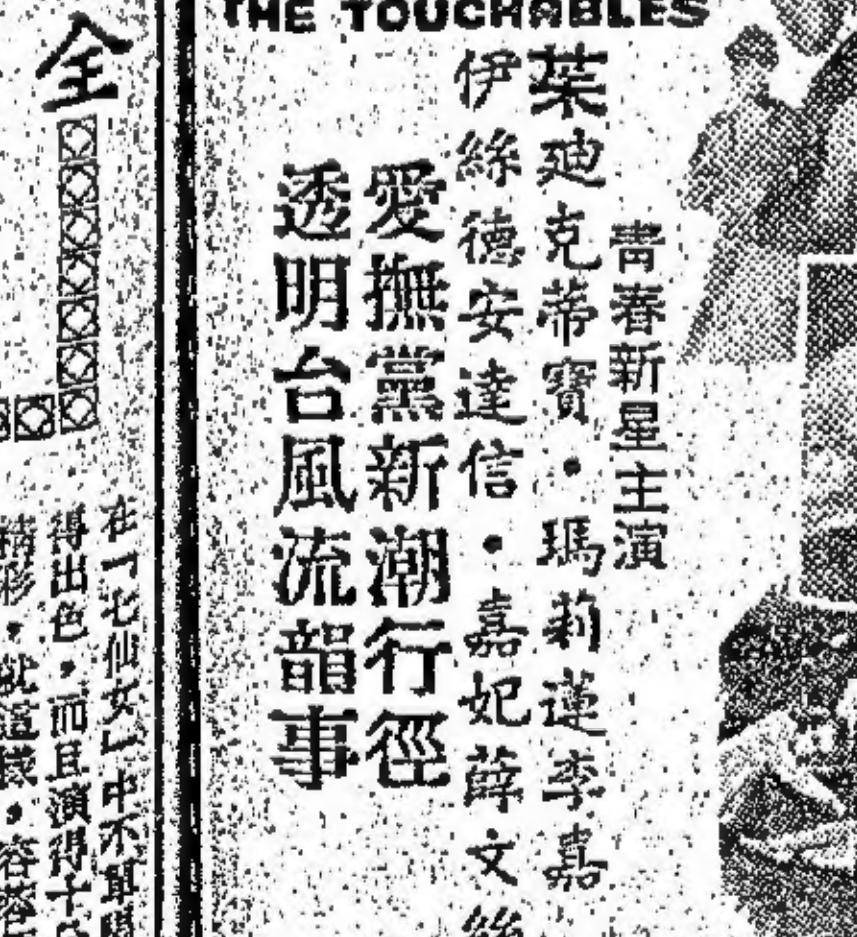 THE TOUCHABLES
青春新星主演
葉廸克蒂寶·瑪莉蓮李嘉
伊絲德安達信·嘉妃薛文絲
愛撫黨新潮行徑
透明台風流韻事
全
在「七仙女」中不
得出色,而且演得十
精彩,就這樣,